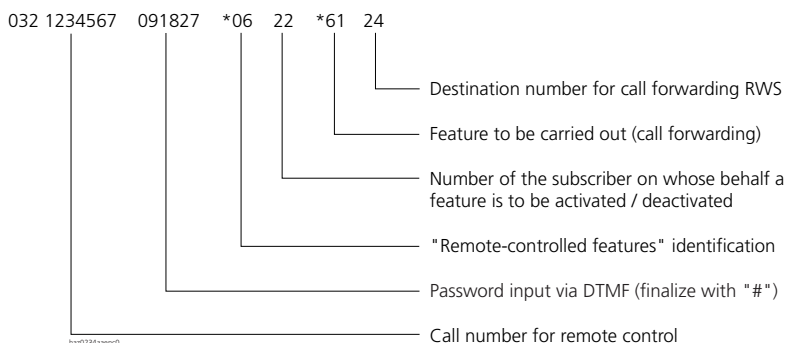 032 1234567 091827 *06 22 *61 24
Destination number for call forwarding RWS
Feature to be carried out (call forwarding)
Number of the subscriber on whose behalf a
feature is to be activated / deactivated
"Remote-controlled features" identification
Password input via DTMF (finalize with "#")
Call number for remote control